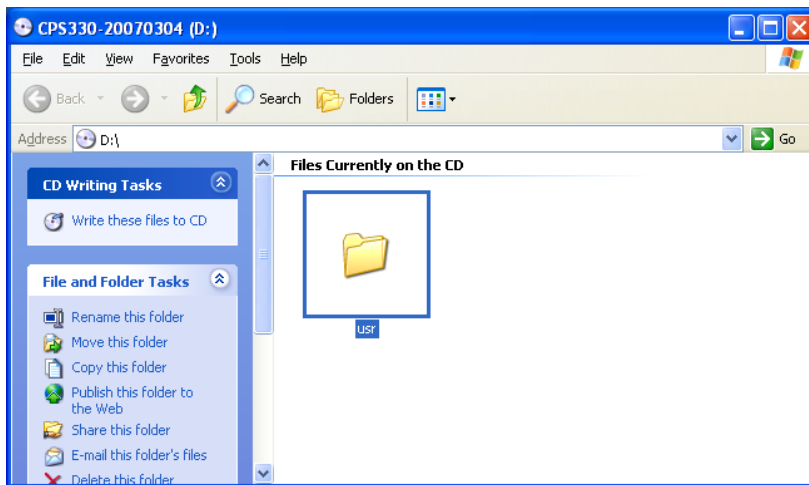 CPS330-20070304 (D:)
File Edit View Favorites Tools Help
Back Search Folders
Address D:\ Go
Files Currently on the CD
CD Writing Tasks
Write these files to CD
usr
File and Folder Tasks
Rename this folder
Move this folder
Copy this folder
Publish this folder to
the Web
Share this folder
E-mail this folder's files
Delete this folder